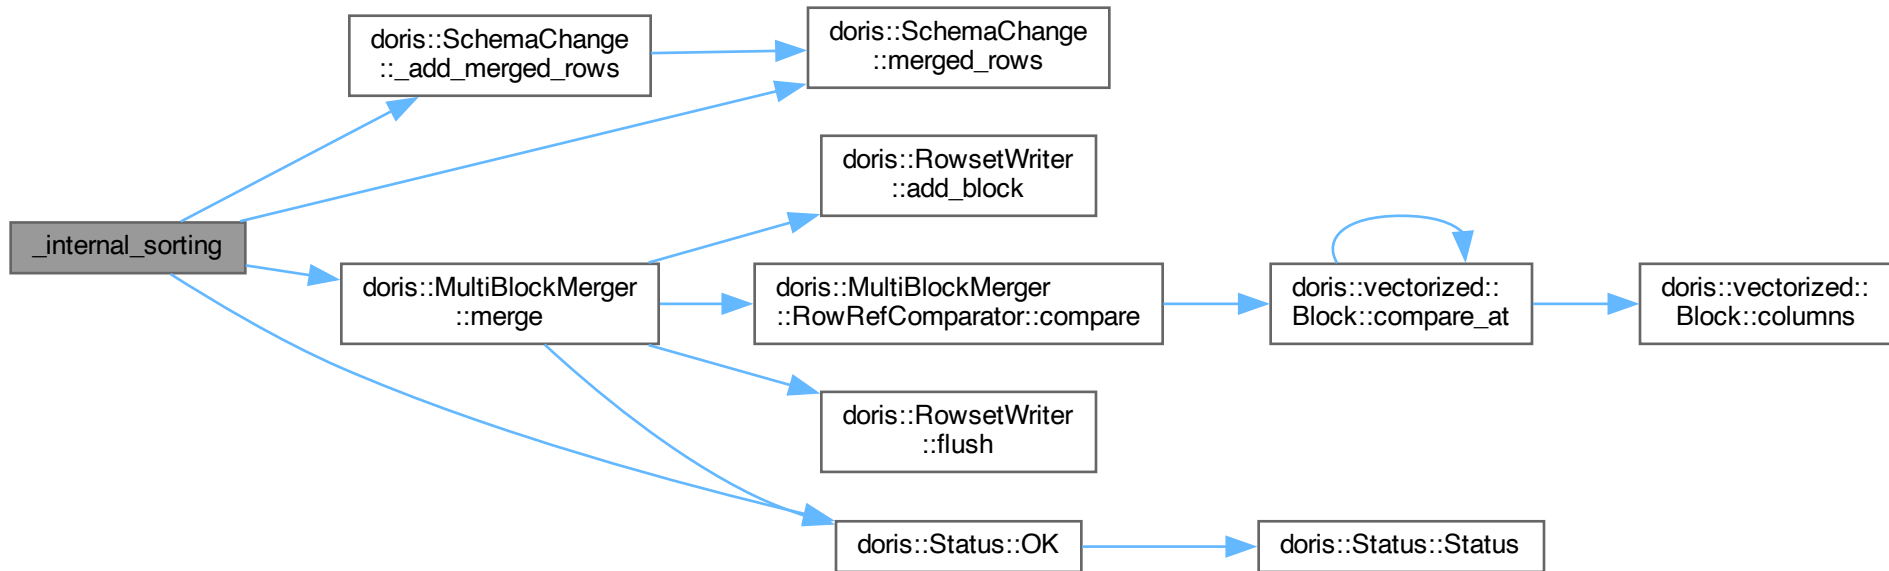 _internal_sorting
doris::SchemaChange
::_add_merged_rows
doris::SchemaChange
::merged_rows
doris::MultiBlockMerger
::merge
doris::RowsetWriter
::add_block
doris::MultiBlockMerger
::RowRefComparator::compare
doris::vectorized::
Block::compare_at
doris::vectorized::
Block::columns
doris::RowsetWriter
::flush
doris::Status::OK
doris::Status::Status